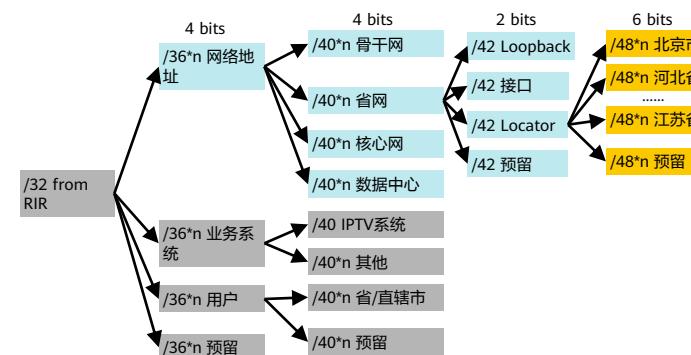 4 bits
4 bits
2 bits
6 bits
/32 from
RIR
/36*n 网络地
址
/36*n 业务系
统
/36*n 用户
/36*n 预留
/40*n 骨干网
/40*n 省网
/40*n 核心网
/40*n 数据中心
/40 IPTV系统
/40*n 其他
/40*n 省/直辖市
/40*n 预留
/42 Loopback
/42 接口
/42 Locator
/42 预留
/48*n 北京市
/48*n 河北省
......
/48*n 江苏省
/48*n 预留